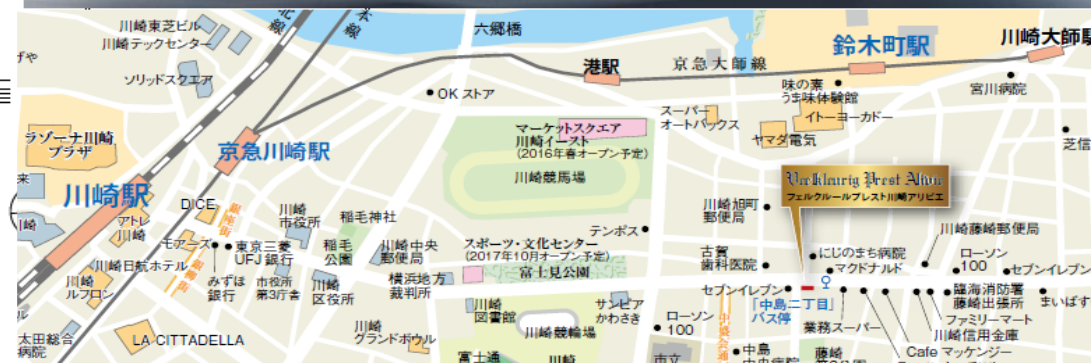 川崎東芝ビル
川崎テックセンター
ソリッドスクエア
六郷橋
港駅
京急大師線
鈴木町駅
川崎大師駅
OK ストア
味の素
うま味体験館
イトーヨーカドー
宮川病院
スーパー
オートバックス
ヤマダ電気
ラゾーナ川崎
プラザ
京急川崎駅
マーケットスクエア
川崎イースト
(2016年春オープン予定)
川崎競馬場
川崎駅
アトレ
川崎
DICE
銀座街
川崎
市役所
稲毛神社
モアーズ
東京三菱
UFJ 銀行
稲毛
公園
川崎中央
郵便局
スポーツ・文化センター
(2017年10月オープン予定)
富士見公園
テンポス
川崎旭町
郵便局
フェルクルールプレスト川崎アリビエ
古賀
歯科医院
にじのまち病院
マクドナルド
川崎藤崎郵便局
ローソン
100
セブンイレブン
川崎日航ホテル
川崎
ルフロン
みずほ
銀行
市役所
第3庁舎
川崎
区役所
横浜地方
裁判所
川崎
図書館
サンピア
かわさき
セブンイレブン
「中島二丁目」
バス停
臨海消防署
藤崎出張所
まいばす
ファミリーマート
川崎信用金庫
業務スーパー
Cafe マッケンジー
太田総合
病院
LA CITTADELLA
川崎
グランドボウル
川崎競輪場
ローソン
100
富士通
川崎
市立
中島
中央病院
藤崎